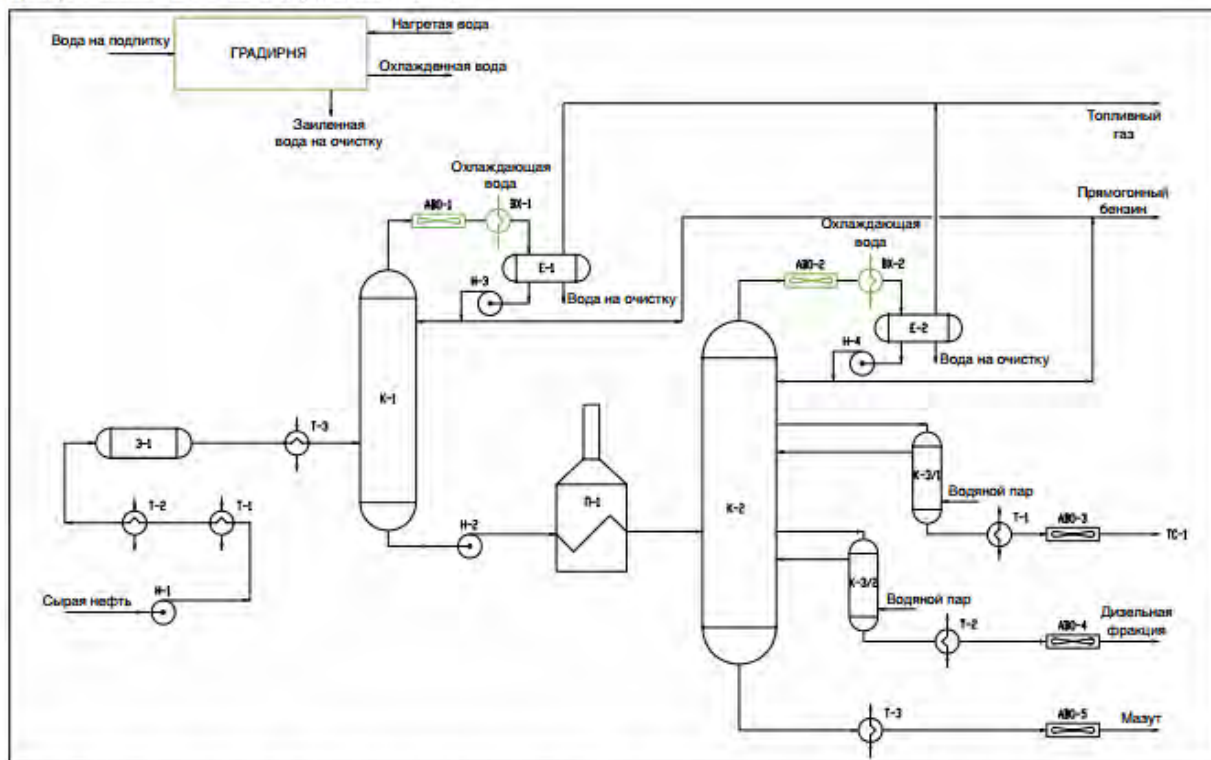 Нагретая вода
Вода на подпитку
ГРАДИРНЯ
Охлажденная вода
Заиленная
вода на очистку
Топливный
газ
Охлаждающая
вода
АВО-1
ВХ-1
Прямогонный
бензин
Охлаждающая
вода
АВО-2
ВХ-2
Е-1
Н-3
Вода на очистку
Е-2
Н-4
Вода на очистку
К-1
Т-3
Э-1
К-3/1
Водяной пар
П-1
К-2
Т-2
Т-1
Н-2
Т-1
АВО-3
ТС-1
К-3/2
Водяной пар
Н-1
Сырая нефть
Т-2
АВО-4
Дизельная
фракция
Т-3
АВО-5
Мазут